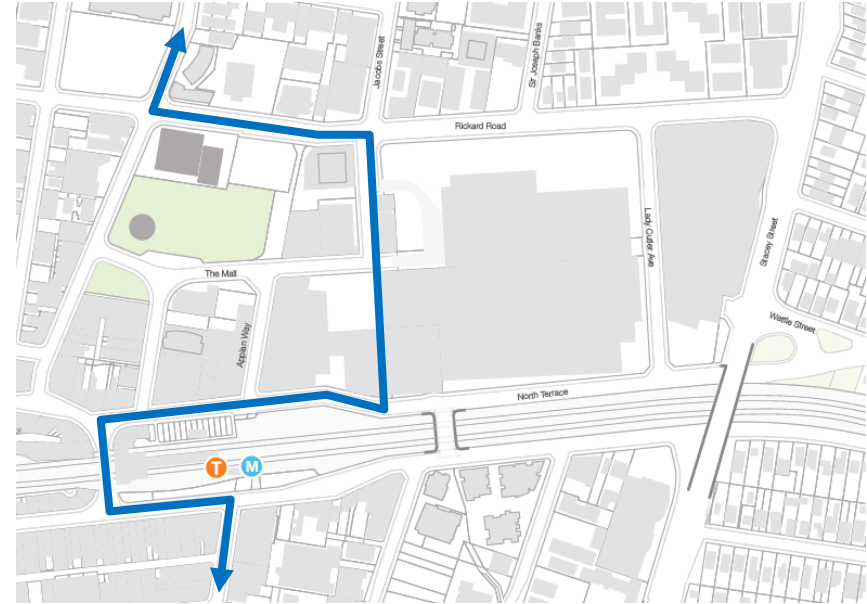 Jacobs Street
Sir Joseph Banks
Rickard Road
Lady Cutler Ave
Stacey Street
The Mall
Wattle Street
Appian Way
North Terrace
T
M